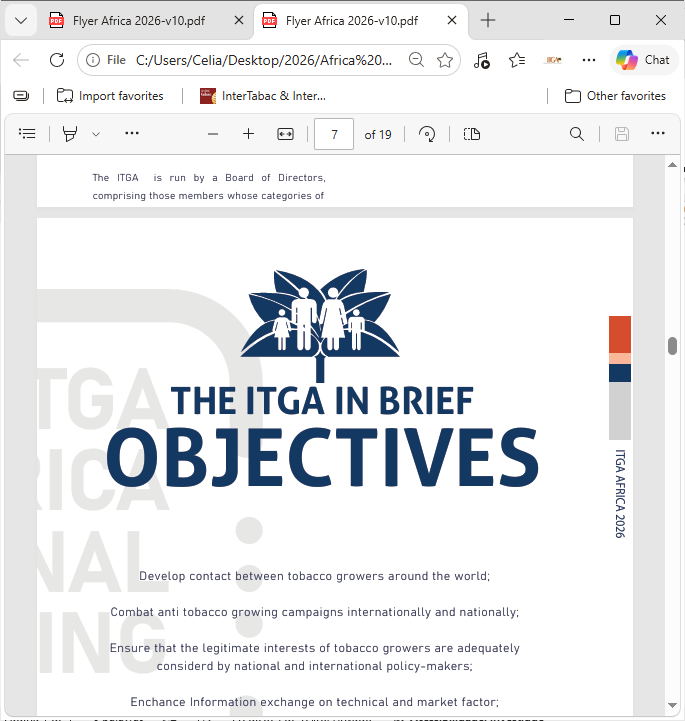 Flyer Africa 2026-v10.pdf
Flyer Africa 2026-v10.pdf
File
C:/Users/Celia/Desktop/2026/Africa%20...
Chat
Import favorites
InterTabac & Inter...
Other favorites
7
of 19
The ITGA is run by a Board of Directors,
comprising those members whose categories of
THE ITGA IN BRIEF
OBJECTIVES
ITGA AFRICA 2026
TGA
RICA
NAL
ING
Develop contact between tobacco growers around the world;
Combat anti tobacco growing campaigns internationally and nationally;
Ensure that the legitimate interests of tobacco growers are adequately
considerd by national and international policy-makers;
Enchance Information exchange on technical and market factor;